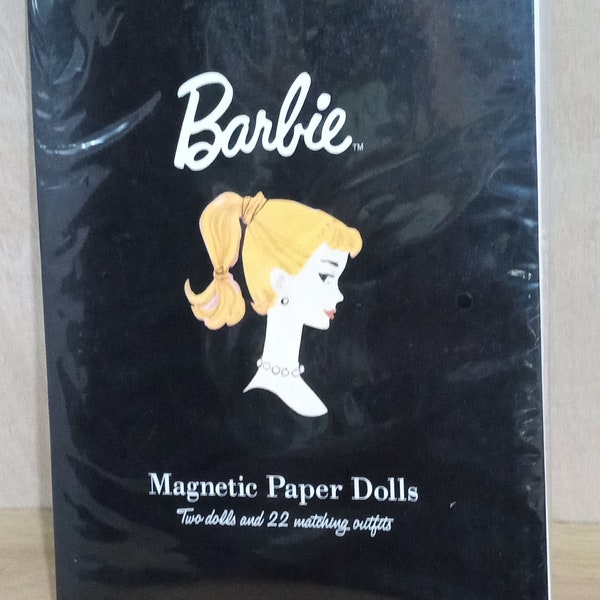 Barbie™
Magnetic Paper Dolls
Two dolls and 22 matching outfits